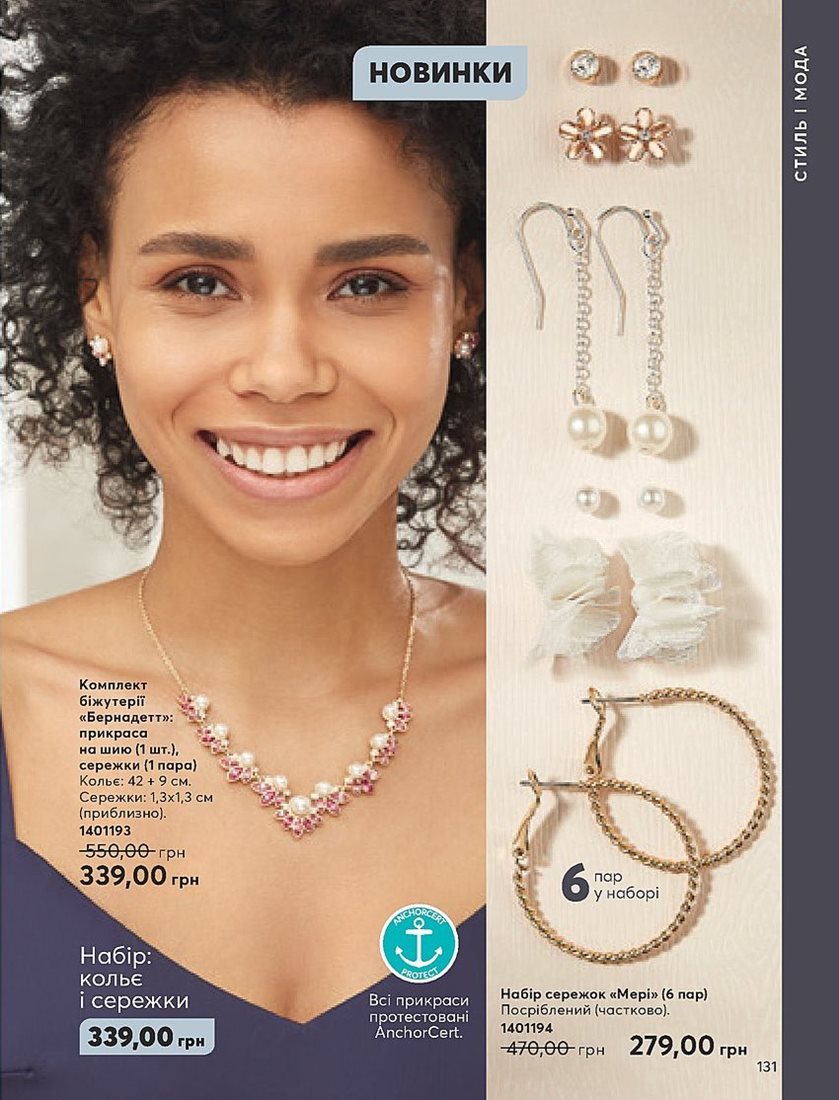 НОВИНКИ
СТИЛЬ | МОДА
Комплект
біжутерії
«Бернадетт»:
прикраса
на шию (1 шт.),
сережки (1 пара)
Кольє: 42 + 9 см.
Сережки: 1,3х1,3 см
(приблизно).
1401193
550,00 грн
339,00 грн
Набір:
кольє
і сережки
339,00 грн
ANCHORCERT
PROTECT
Всі прикраси
протестовані
AnchorCert.
6 пар
у наборі
Набір сережок «Мері» (6 пар)
Посріблений (частково).
1401194
470,00 грн 279,00 грн
131